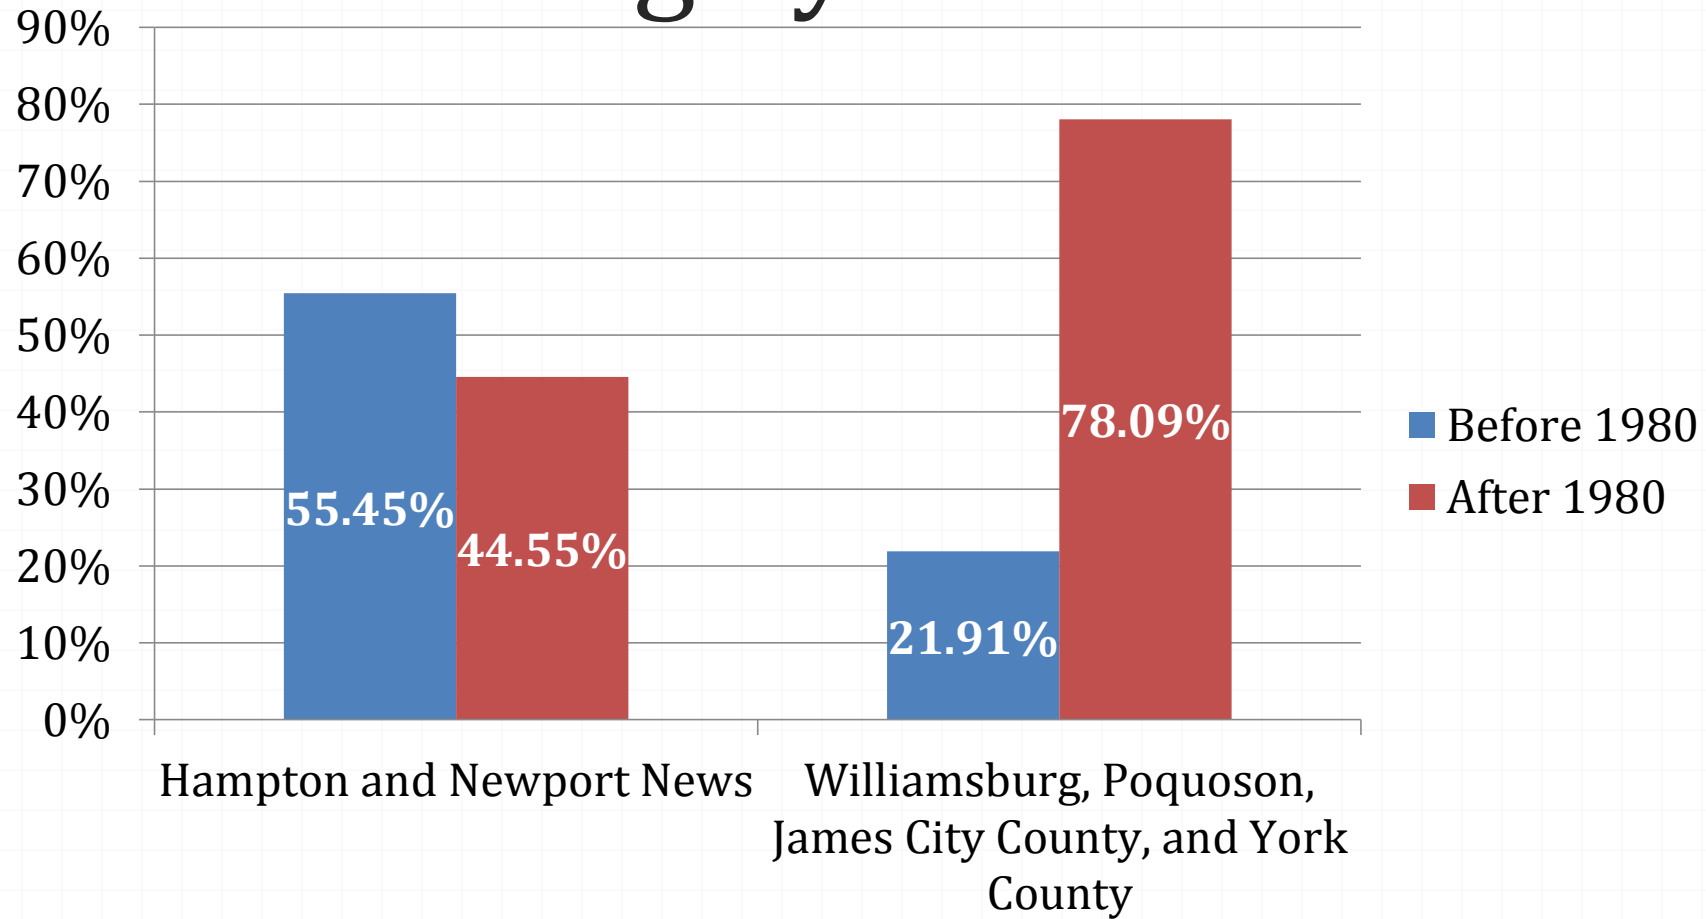 90%
80%
70%
60%
50%
40%
30%
20%
10%
0%
55.45%
44.55%
21.91%
78.09%
Hampton and Newport News
Williamsburg, Poquoson,
James City County, and York
County
Before 1980
After 1980